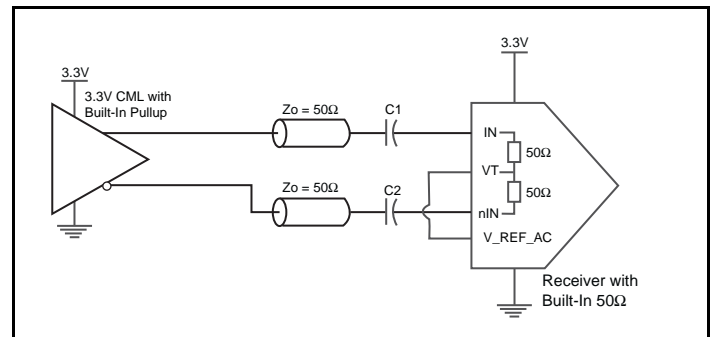 3.3V
3.3V
3.3V CML with
Built-In Pullup
Zo = 50Ω
C1
IN
50Ω
VT
50Ω
Zo = 50Ω
C2
nIN
V_REF_AC
Receiver with
Built-In 50Ω